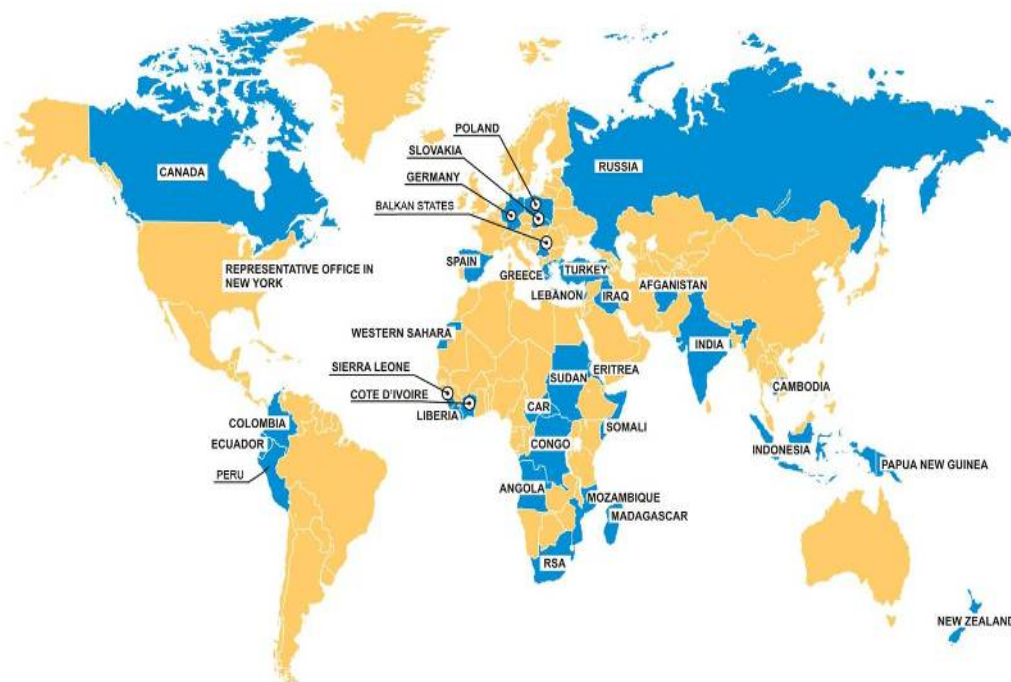 POLAND
SLOVAKIA
GERMANY
BALKAN STATES
CANADA
RUSSIA
REPRESENTATIVE OFFICE IN
NEW YORK
SPAIN
GREECE
TURKEY
LEBANON
IRAQ
AFGANISTAN
WESTERN SAHARA
INDIA
SIERRA LEONE
COTE D'IVOIRE
LIBERIA
SUDAN
ERITREA
CAMBODIA
CAR
SOMALI
COLOMBIA
ECUADOR
PERU
CONGO
INDONESIA
PAPUA NEW GUINEA
ANGOLA
MOZAMBIQUE
MADAGASCAR
RSA
NEW ZEALAND